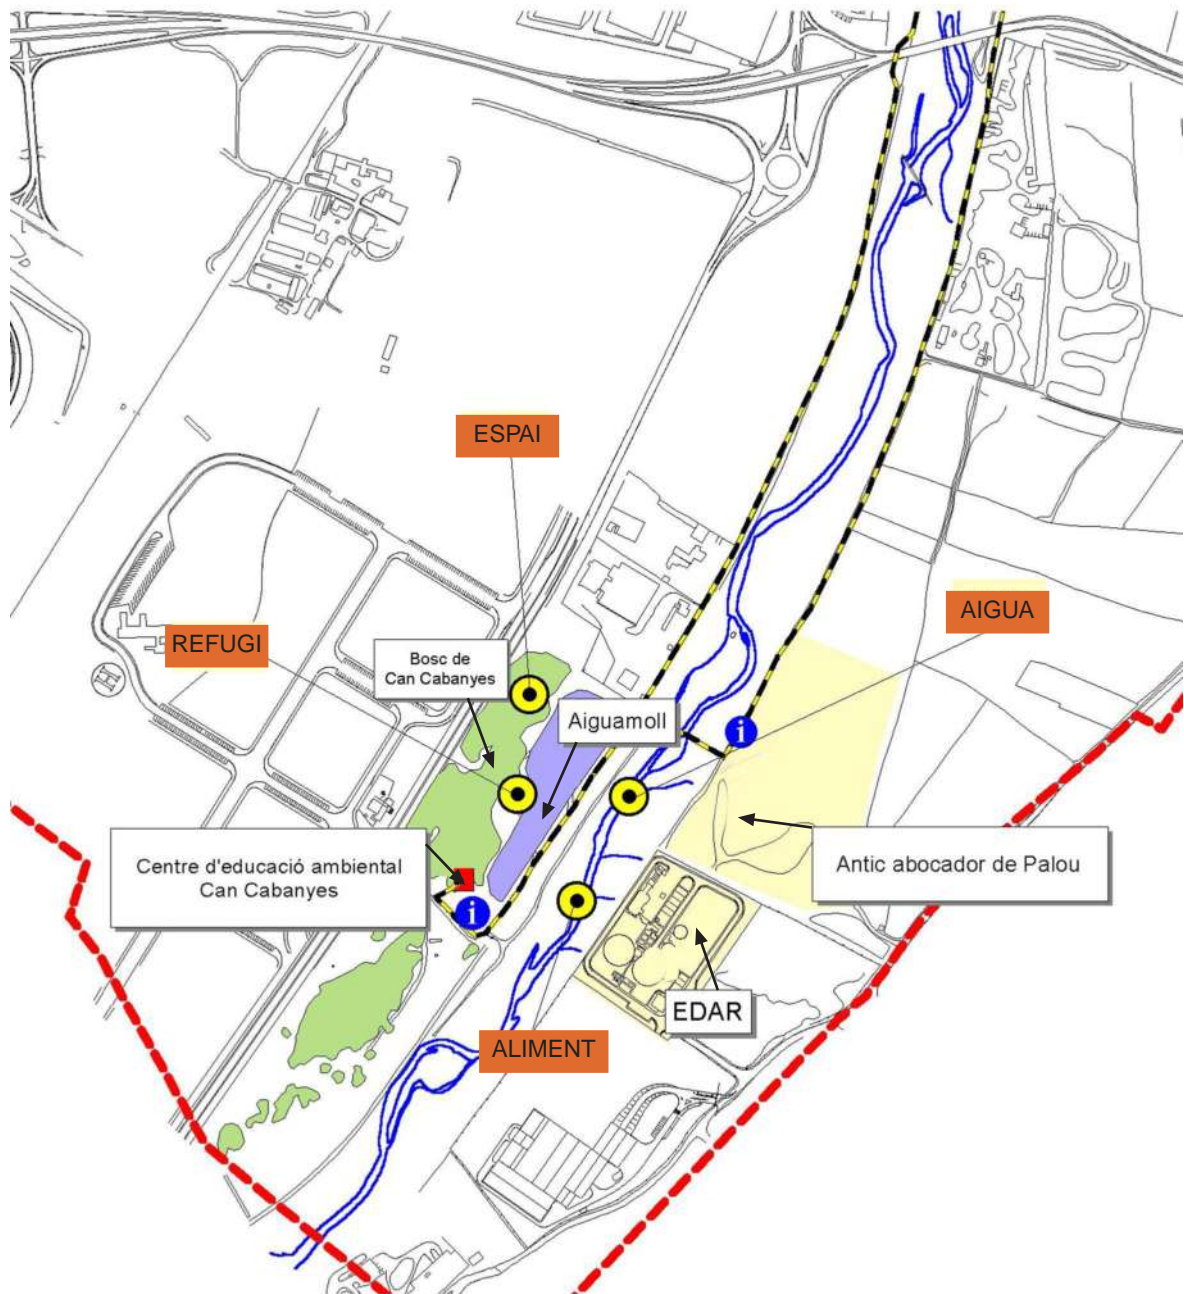 ESPAI
AIGUA
REFUGI
Bosc de
Can Cabanyes
Aiguamoll
i
Centre d'educació ambiental
Can Cabanyes
Antic abocador de Palou
i
EDAR
ALIMENT
H